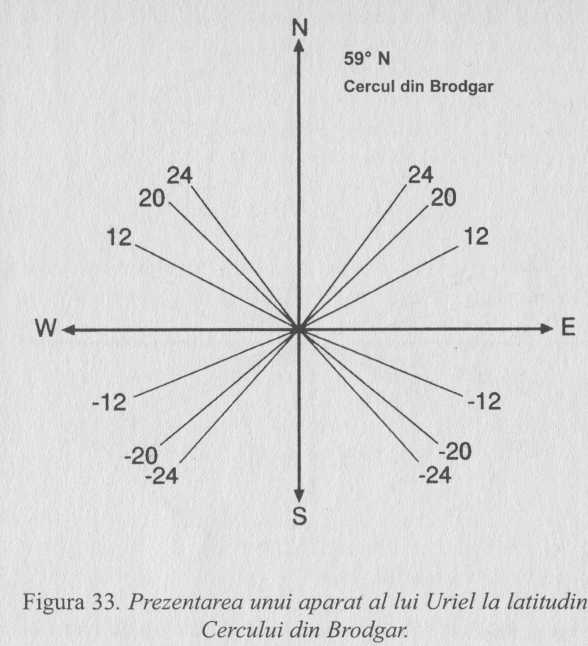 N
59° N
Cercul din Brodgar
24 24
20 20
12 12
W E
-12 -12
-20 -20
-24 -24
S
Figura 33. Prezentarea unui aparat al lui Uriel la latitudin
Cercului din Brodgar.